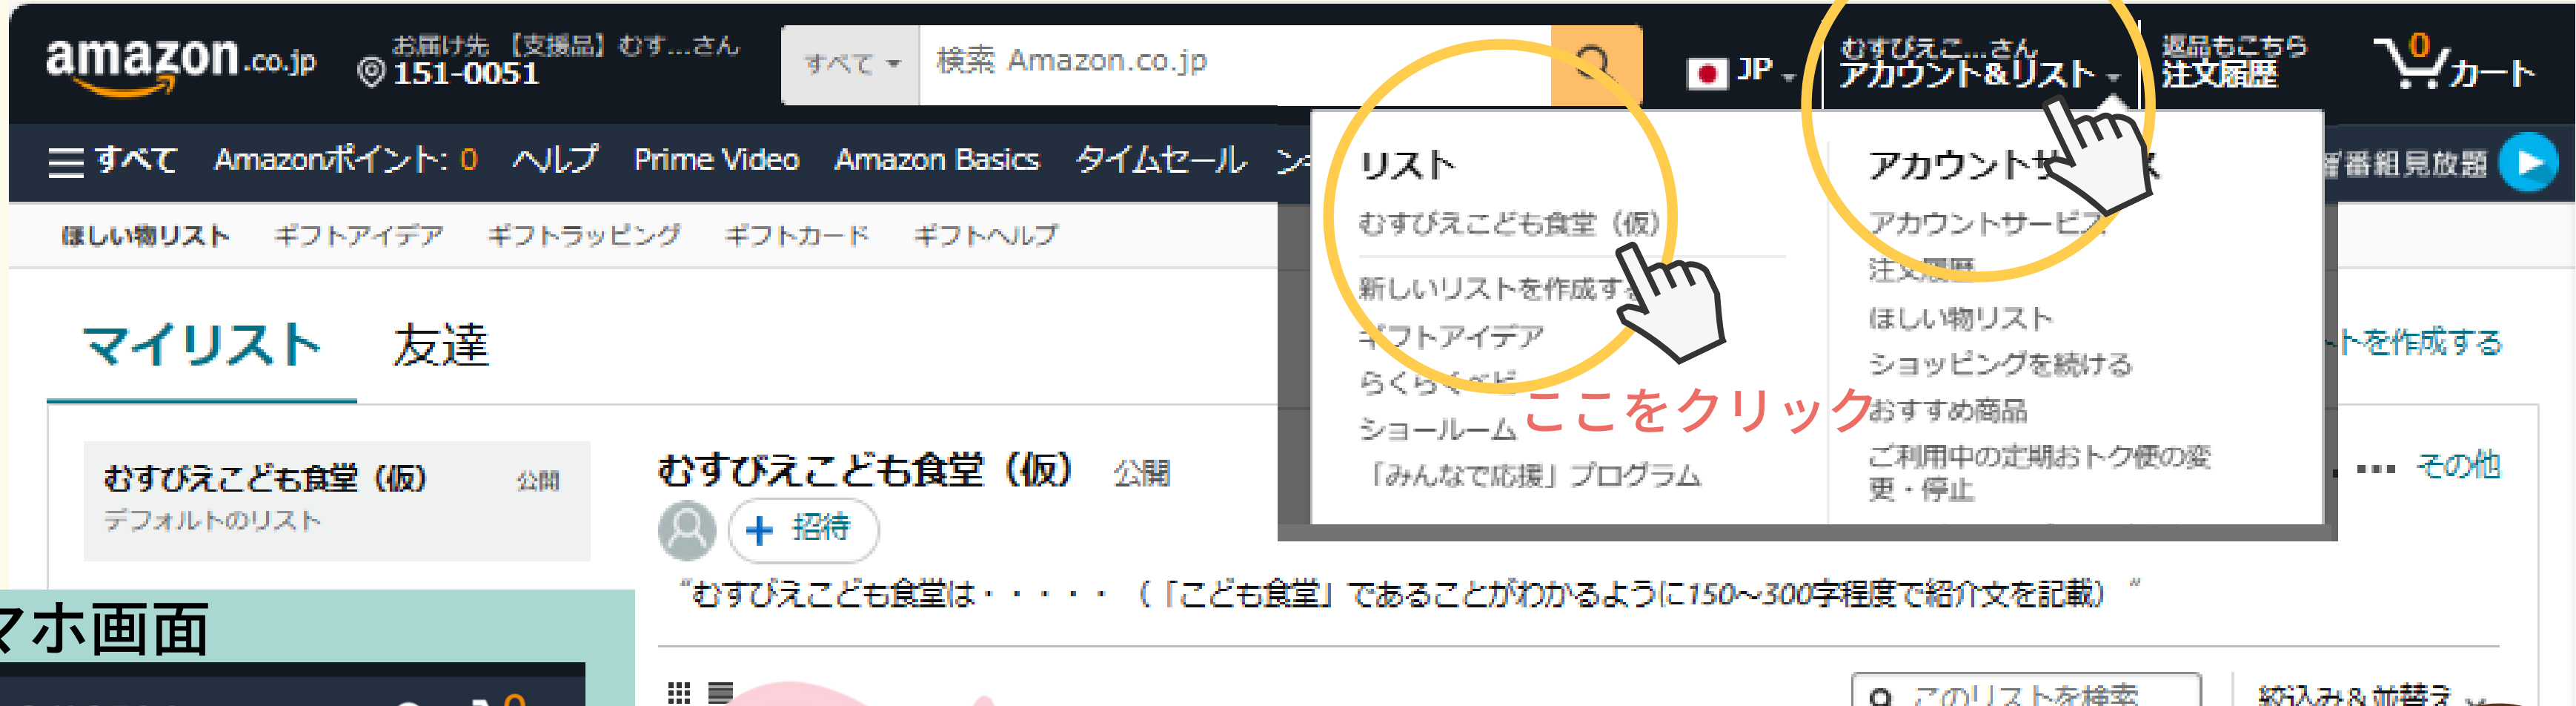 amazon.co.jp
お届け先 【支援品】むす...さん
151-0051
すべて
検索 Amazon.co.jp
JP
むすびえこ...さん
アカウント&リスト
返品もこちら
注文履歴
0
カート
すべて
Amazonポイント: 0
ヘルプ
Prime Video
Amazon Basics
タイムセール
番組見放題
ほしい物リスト
ギフトアイデア
ギフトラッピング
ギフトカード
ギフトヘルプ
リスト
むすびえこども食堂（仮）
新しいリストを作成する
ギフトアイデア
らくらくベビー
ショールーム
「みんなで応援」プログラム
ここをクリック
アカウントサービス
アカウントサービス
注文履歴
ほしい物リスト
ショッピングを続ける
おすすめ商品
ご利用中の定期おトク便の変
更・停止
マイリスト
友達
トを作成する
むすびえこども食堂（仮）
公開
デフォルトのリスト
むすびえこども食堂（仮）
公開
その他
+ 招待
“むすびえこども食堂は・・・・・（「こども食堂」であることがわかるように150～300字程度で紹介文を記載）”
マホ画面
0
このリストを検索
絞込み＆並替え